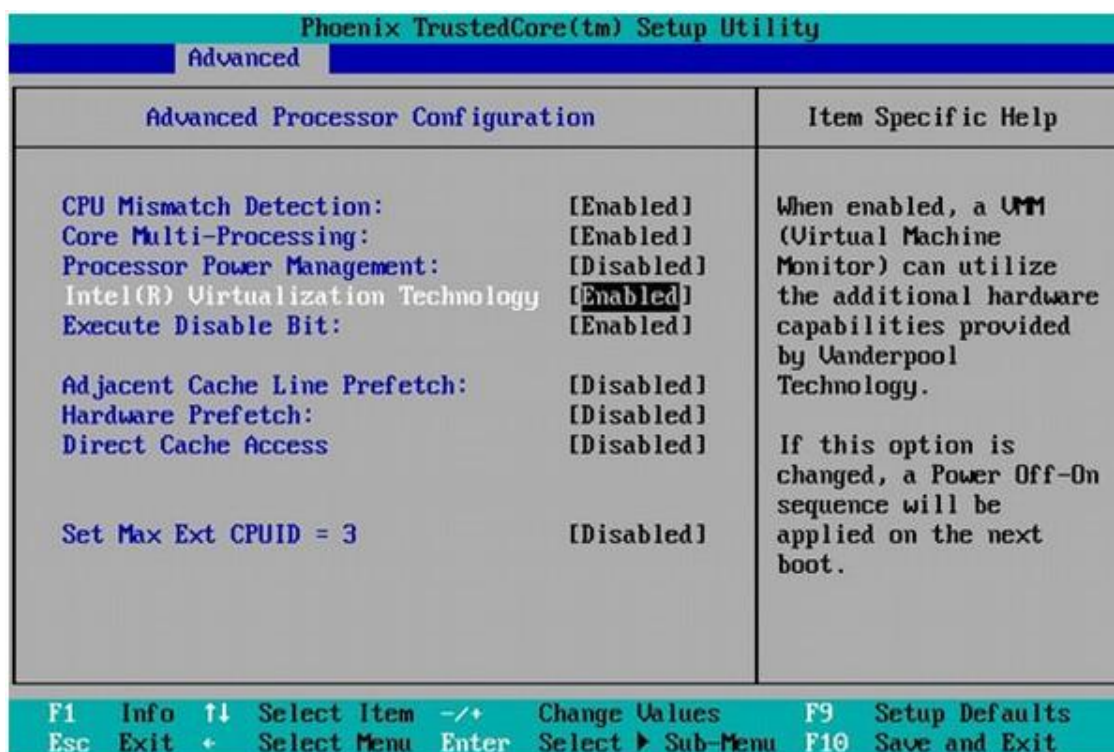 Phoenix TrustedCore(tm) Setup Utility
Advanced
Advanced Processor Configuration
Item Specific Help
CPU Mismatch Detection: [Enabled]
Core Multi-Processing: [Enabled]
Processor Power Management: [Disabled]
Intel(R) Virtualization Technology [Enabled]
Execute Disable Bit: [Enabled]
Adjacent Cache Line Prefetch: [Disabled]
Hardware Prefetch: [Disabled]
Direct Cache Access [Disabled]
Set Max Ext CPUID = 3 [Disabled]
When enabled, a VMM
(Virtual Machine
Monitor) can utilize
the additional hardware
capabilities provided
by Vanderpool
Technology.
If this option is
changed, a Power Off-On
sequence will be
applied on the next
boot.
F1 Info ↑↓ Select Item -/+ Change Values F9 Setup Defaults
Esc Exit ← Select Menu Enter Select ▶ Sub-Menu F10 Save and Exit